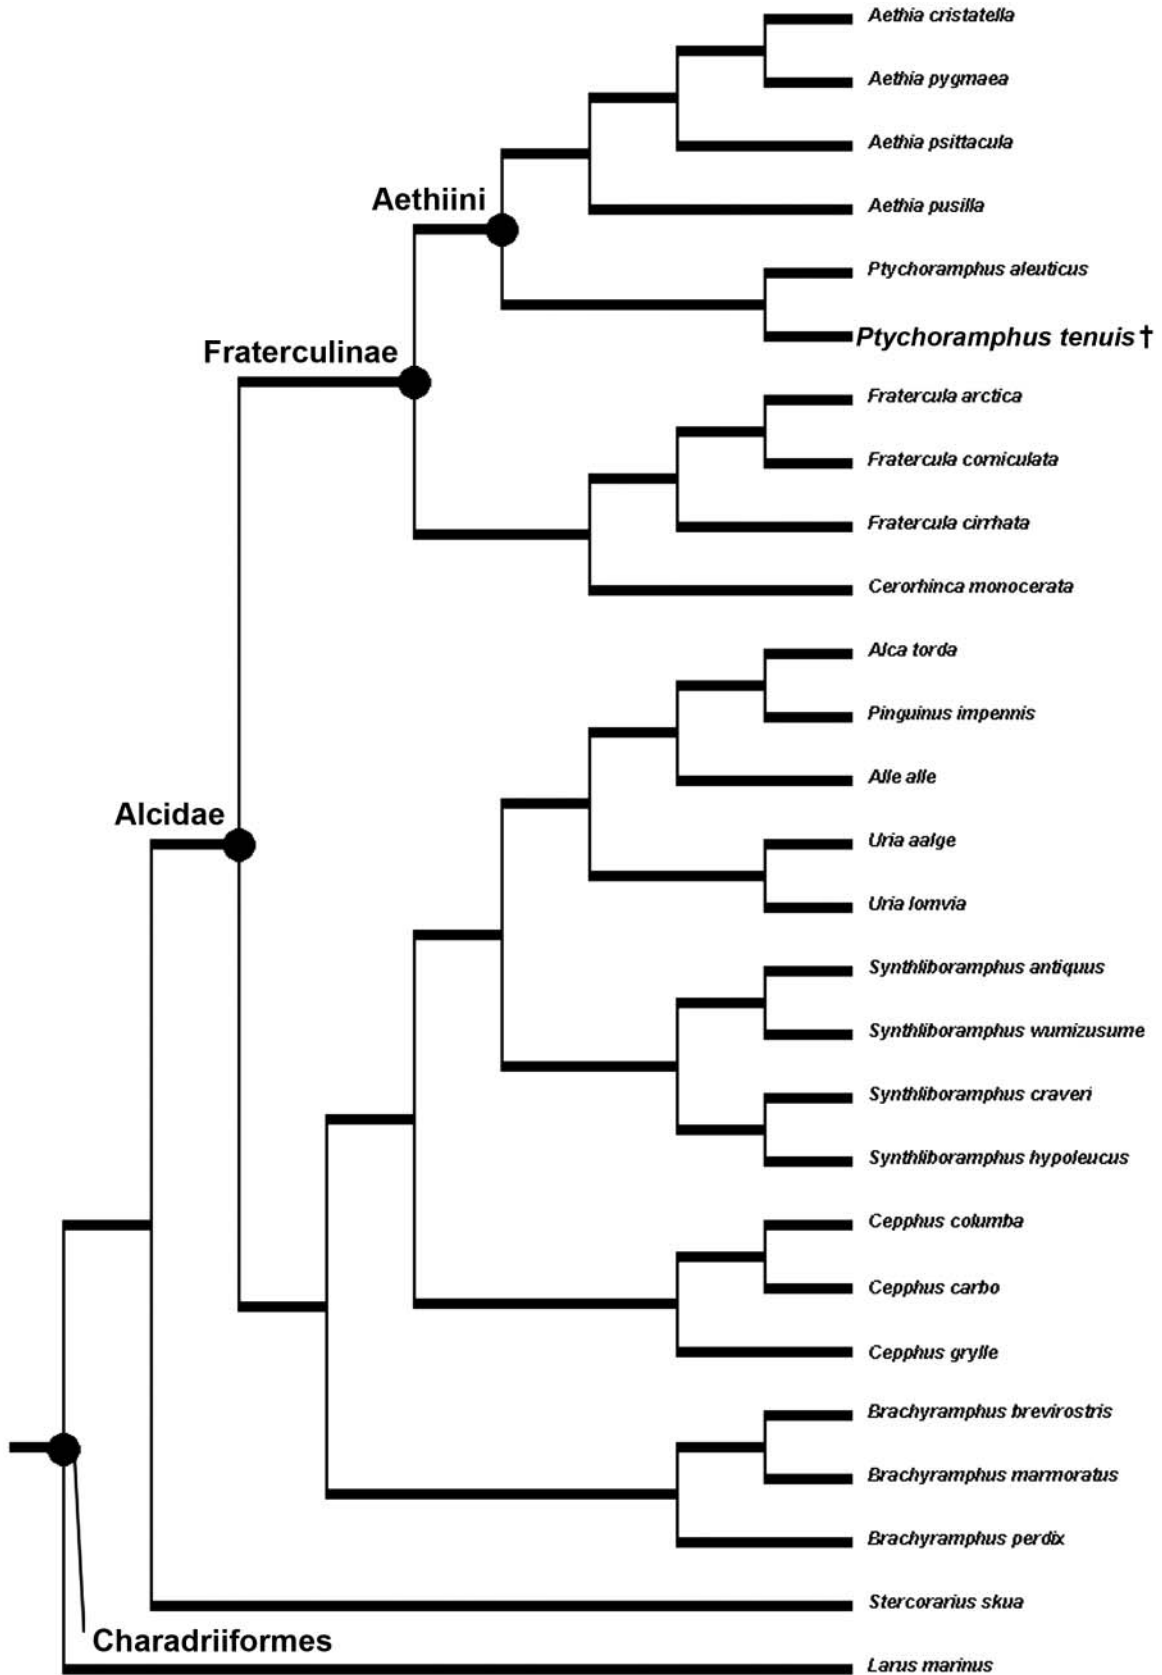 Aethia cristatella
Aethia pygmaea
Aethia psittacula
Aethiini
Aethia pusilla
Ptychoramphus aleuticus
Ptychoramphus tenuis†
Fraterculinae
Fratercula arctica
Fratercula corniculata
Fratercula cirrhata
Cerorhinca monocerata
Alca torda
Pinguinus impennis
Alle alle
Alcidae
Uria aalge
Uria lomvia
Synthliboramphus antiquus
Synthliboramphus wumizusume
Synthliboramphus craveri
Synthliboramphus hypoleucus
Cepphus columba
Cepphus carbo
Cepphus grylle
Brachyramphus brevirostris
Brachyramphus marmoratus
Brachyramphus perdix
Stercorarius skua
Charadriiformes
Larus marinus